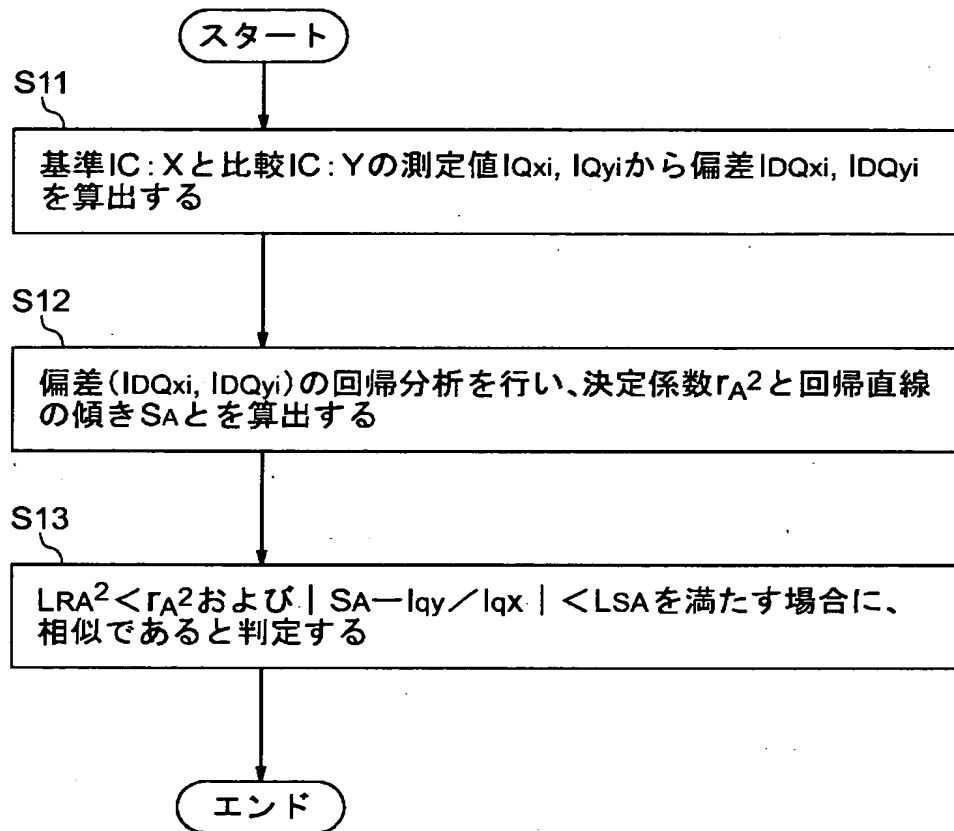 スタート
S11
基準IC:Xと比較IC:Yの測定値IQxi, IQyiから偏差IDQxi, IDQyi
を算出する
S12
偏差(IDQxi, IDQyi)の回帰分析を行い、決定係数rA²と回帰直線
の傾きSAとを算出する
S13
LRA²<rA²および|SA−Iqy/Iqx|<LSAを満たす場合に、
相似であると判定する
エンド